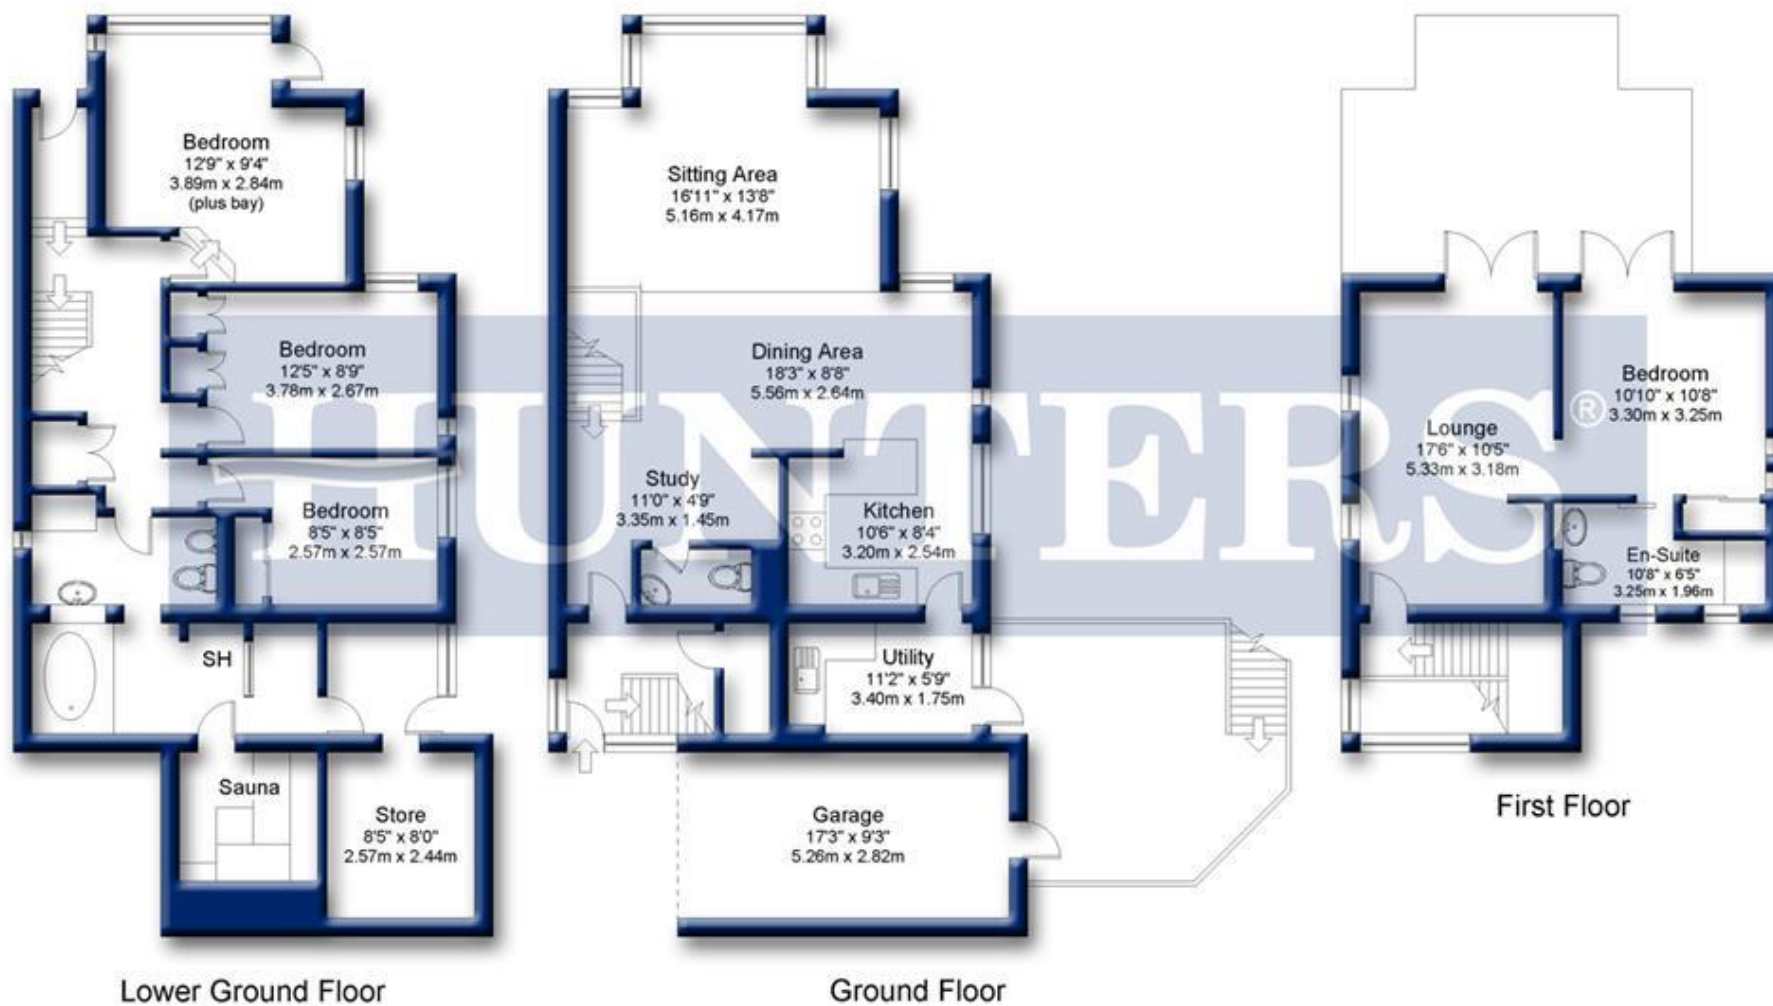 Bedroom
12'9" x 9'4"
3.89m x 2.84m
(plus bay)
Bedroom
12'5" x 8'9"
3.78m x 2.67m
Bedroom
8'5" x 8'5"
2.57m x 2.57m
SH
Sauna
Store
8'5" x 8'0"
2.57m x 2.44m
Lower Ground Floor
Sitting Area
16'11" x 13'8"
5.16m x 4.17m
Dining Area
18'3" x 8'8"
5.56m x 2.64m
Study
11'0" x 4'9"
3.35m x 1.45m
Kitchen
10'6" x 8'4"
3.20m x 2.54m
Utility
11'2" x 5'9"
3.40m x 1.75m
Garage
17'3" x 9'3"
5.26m x 2.82m
Ground Floor
Bedroom
10'10" x 10'8"
3.30m x 3.25m
Lounge
17'6" x 10'5"
5.33m x 3.18m
En-Suite
10'8" x 6'5"
3.25m x 1.96m
First Floor
HUNTERS®